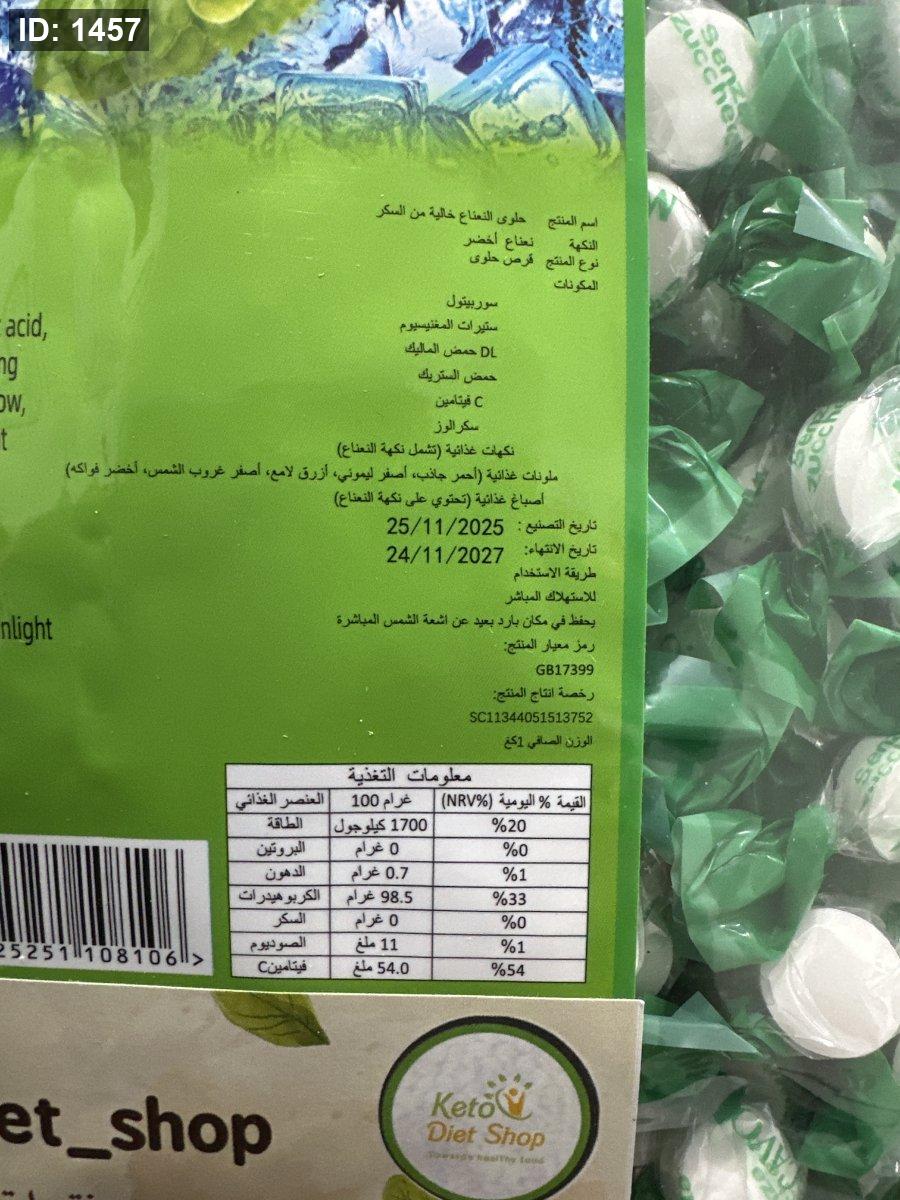 ID: 1457
Senza
zucchero
acid,
ng
ow,
t
nlight
اسم المنتج حلوى النعناع خالية من السكر
النكهة نعناع أخضر
نوع المنتج قرص حلوى
المكونات
سوربيتول
ستيرات المغنيسيوم
DL حمض الماليك
حمض الستريك
C فيتامين
سكرالوز
نكهات غذائية (تشمل نكهة النعناع)
ملونات غذائية (أحمر جاذب، أصفر ليموني، أزرق لامع، أصفر غروب الشمس، أخضر فواكه)
أصباغ غذائية (تحتوي على نكهة النعناع)
تاريخ التصنيع : 25/11/2025
تاريخ الانتهاء: 24/11/2027
طريقة الاستخدام
للاستهلاك المباشر
يحفظ في مكان بارد بعيد عن اشعة الشمس المباشرة
رمز معيار المنتج:
GB17399
رخصة انتاج المنتج:
SC11344051513752
الوزن الصافي 1كغ
معلومات التغذية
القيمة % اليومية (NRV%) 100 غرام العنصر الغذائي
%20 1700 كيلوجول الطاقة
%0 0 غرام البروتين
%1 0.7 غرام الدهون
%33 98.5 غرام الكربوهيدرات
%0 0 غرام السكر
%1 11 ملغ الصوديوم
%54 54.0 ملغ فيتامينC
25251 108106 >
et_shop
Keto
Diet Shop
Towards healthy food